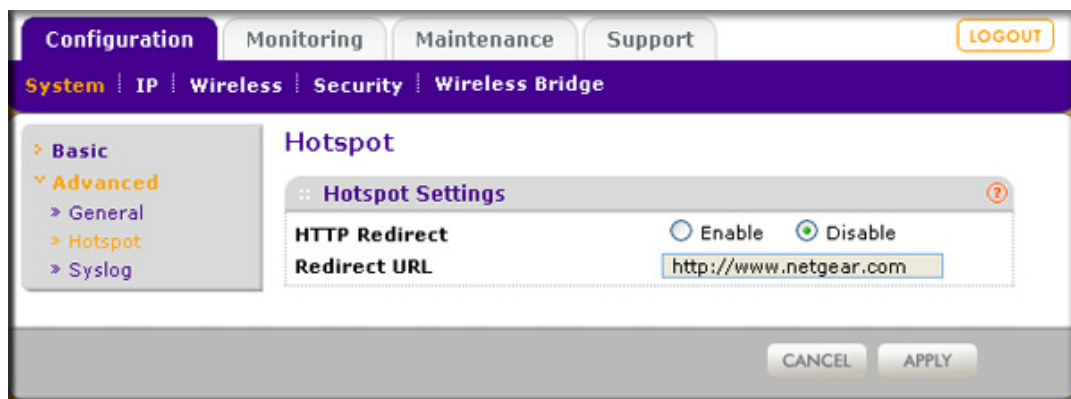 Configuration Monitoring Maintenance Support LOGOUT
System IP Wireless Security Wireless Bridge
Basic
Advanced
» General
» Hotspot
» Syslog
Hotspot
Hotspot Settings ?
HTTP Redirect Enable Disable
Redirect URL http://www.netgear.com
CANCEL APPLY